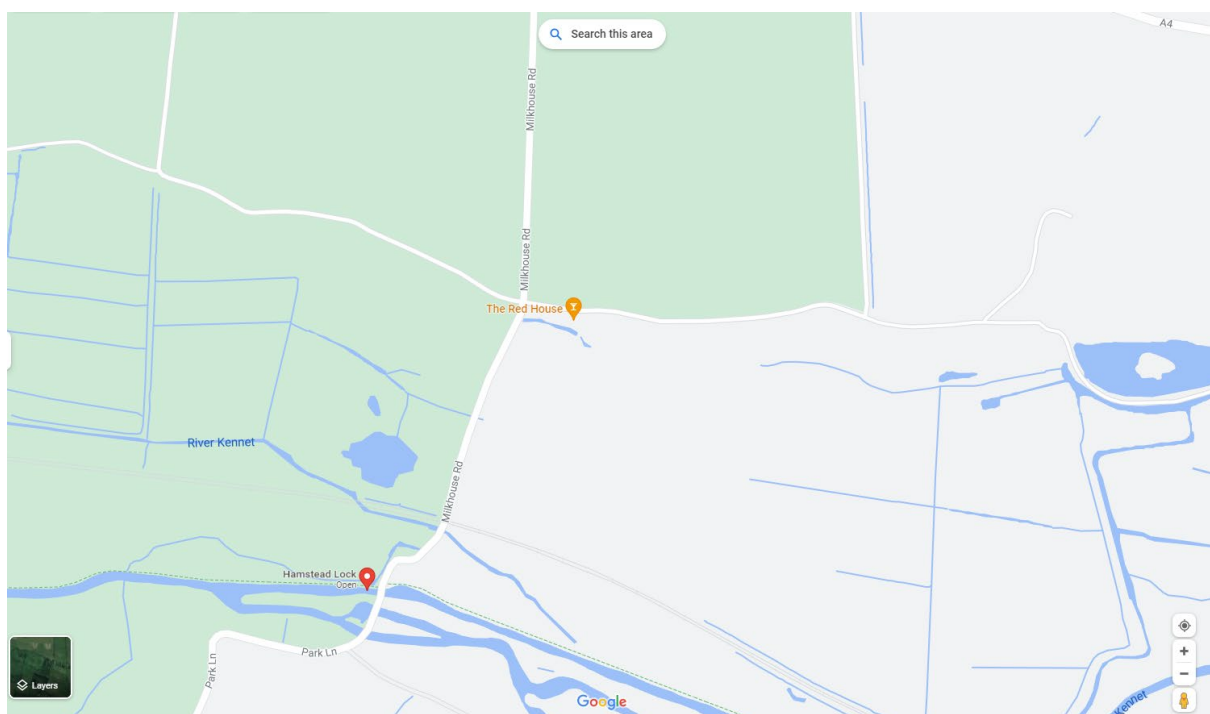 A4
Search this area
Milkhouse Rd
Milkhouse Rd
The Red House
River Kennet
Milkhouse Rd
Hamstead Lock
Open
Park Ln
Park Ln
Layers
Google
Kennet